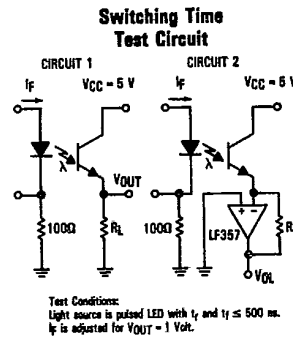 Switching Time
Test Circuit
CIRCUIT 1
CIRCUIT 2
IF
VCC = 5 V
IF
VCC = 5 V
λ
λ
VOUT
100Ω
RL
100Ω
+ −
LF357
R
VOL
Test Conditions:
Light source is pulsed LED with tr and tf ≤ 500 ns.
IF is adjusted for VOUT = 1 Volt.